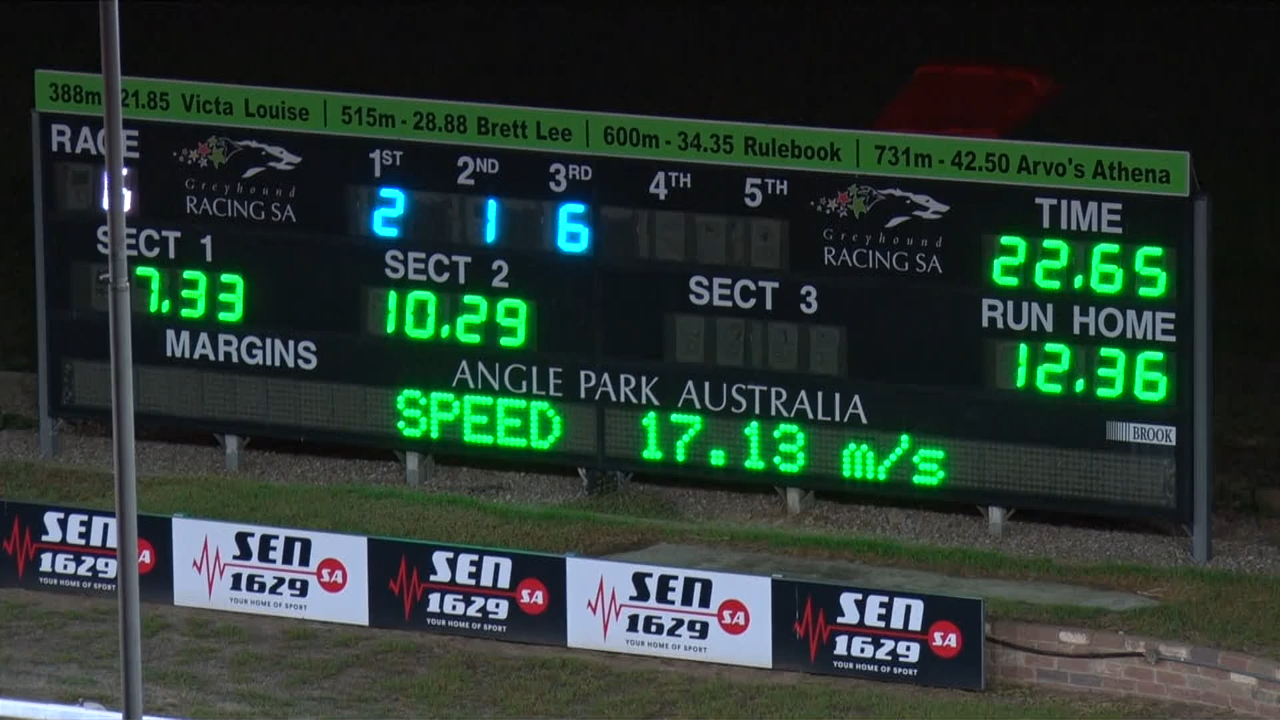 388m 21.85 Victa Louise | 515m - 28.88 Brett Lee | 600m - 34.35 Rulebook | 731m - 42.50 Arvo's Athena
RACE
Greyhound
RACING SA
1ST 2ND 3RD 4TH 5TH
2 1 6
Greyhound
RACING SA
TIME
22.65
SECT 1
7.33
SECT 2
10.29
SECT 3
RUN HOME
12.36
MARGINS
ANGLE PARK AUSTRALIA
SPEED 17.13 m/s
BROOK
SEN
1629
SA
SEN
1629
SA
YOUR HOME OF SPORT
SEN
1629
SA
YOUR HOME OF SPORT
SEN
1629
SA
YOUR HOME OF SPORT
SEN
1629
SA
YOUR HOME OF SPORT